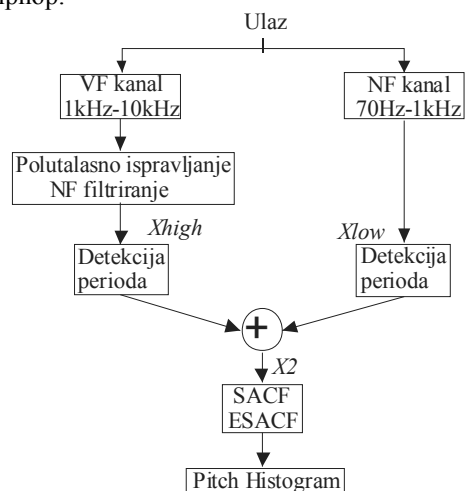 iphop.
Ulaz
VF kanal
1kHz-10kHz
NF kanal
70Hz-1kHz
Polutalasno ispravljanje
NF filtriranje
Xhigh
Xlow
Detekcija
perioda
Detekcija
perioda
+
X2
SACF
ESACF
Pitch Histogram